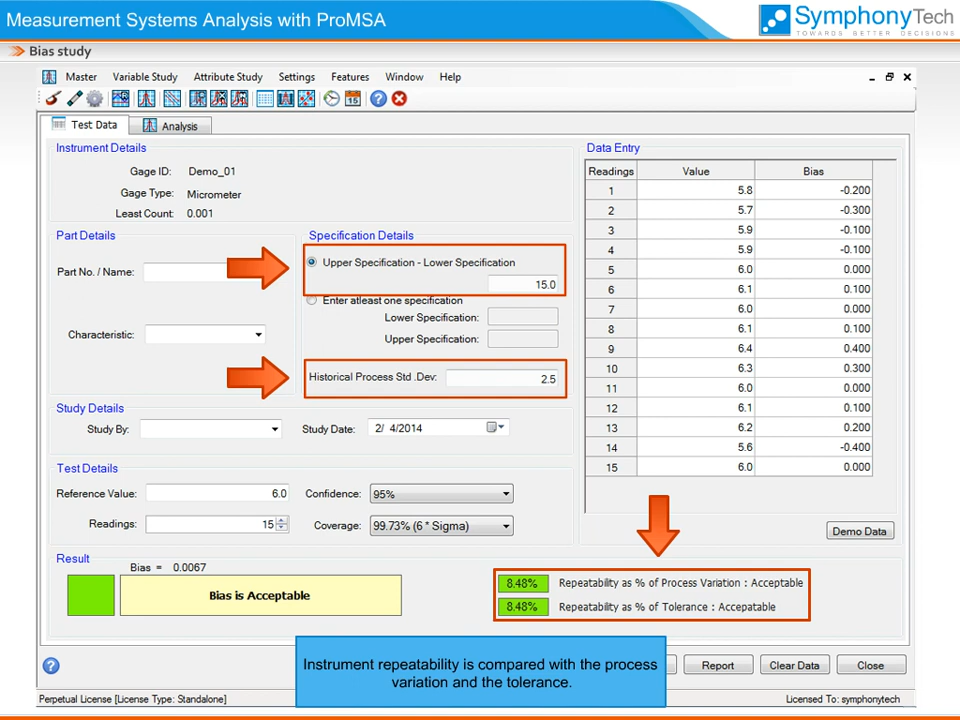 Measurement Systems Analysis with ProMSA
SymphonyTech
TOWARDS BETTER DECISIONS
Bias study
Master Variable Study Attribute Study Settings Features Window Help
15
Test Data Analysis
Instrument Details
Gage ID: Demo_01
Gage Type: Micrometer
Least Count: 0.001
Part Details
Part No. / Name:
Characteristic:
Specification Details
Upper Specification - Lower Specification
15.0
Enter atleast one specification
Lower Specification:
Upper Specification:
Historical Process Std .Dev: 2.5
Study Details
Study By: Study Date: 2/ 4/2014
Test Details
Reference Value: 6.0 Confidence: 95%
Readings: 15 Coverage: 99.73% (6 * Sigma)
Data Entry
Readings Value Bias
1 5.8 -0.200
2 5.7 -0.300
3 5.9 -0.100
4 5.9 -0.100
5 6.0 0.000
6 6.1 0.100
7 6.0 0.000
8 6.1 0.100
9 6.4 0.400
10 6.3 0.300
11 6.0 0.000
12 6.1 0.100
13 6.2 0.200
14 5.6 -0.400
15 6.0 0.000
Demo Data
Result
Bias = 0.0067
Bias is Acceptable
8.48% Repeatability as % of Process Variation : Acceptable
8.48% Repeatability as % of Tolerance : Accepatable
Instrument repeatability is compared with the process
variation and the tolerance.
Report Clear Data Close
Perpetual License [License Type: Standalone] Licensed To: symphonytech